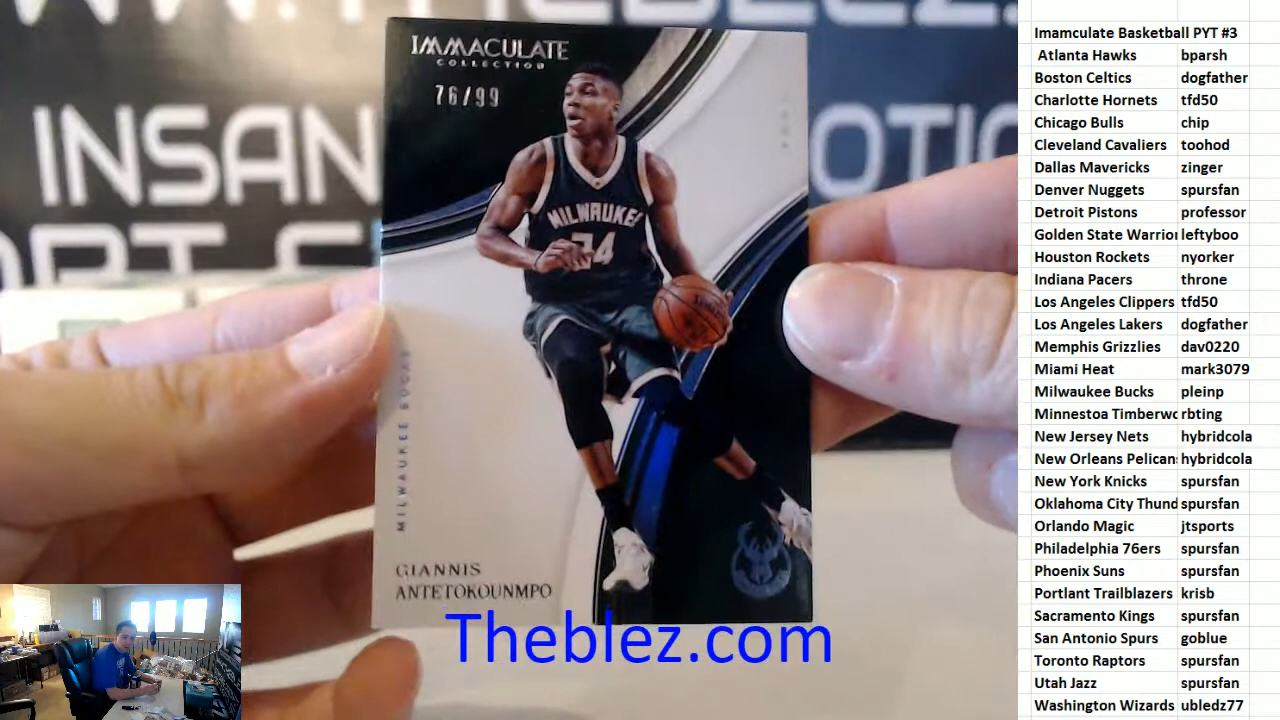 IMMACULATE
COLLECTION
76/99
MILWAUKEE
34
MILWAUKEE BUCKS
GIANNIS
ANTETOKOUNMPO
Theblez.com
INSAN
OTIO
Imamculate Basketball PYT #3
Atlanta Hawks bparsh
Boston Celtics dogfather
Charlotte Hornets tfd50
Chicago Bulls chip
Cleveland Cavaliers toohod
Dallas Mavericks zinger
Denver Nuggets spursfan
Detroit Pistons professor
Golden State Warrior leftyboo
Houston Rockets nyorker
Indiana Pacers throne
Los Angeles Clippers tfd50
Los Angeles Lakers dogfather
Memphis Grizzlies dav0220
Miami Heat mark3079
Milwaukee Bucks pleinp
Minnestoa Timberwo rbting
New Jersey Nets hybridcola
New Orleans Pelicans hybridcola
New York Knicks spursfan
Oklahoma City Thund spursfan
Orlando Magic jtsports
Philadelphia 76ers spursfan
Phoenix Suns spursfan
Portlant Trailblazers krisb
Sacramento Kings spursfan
San Antonio Spurs goblue
Toronto Raptors spursfan
Utah Jazz spursfan
Washington Wizards ubledz77